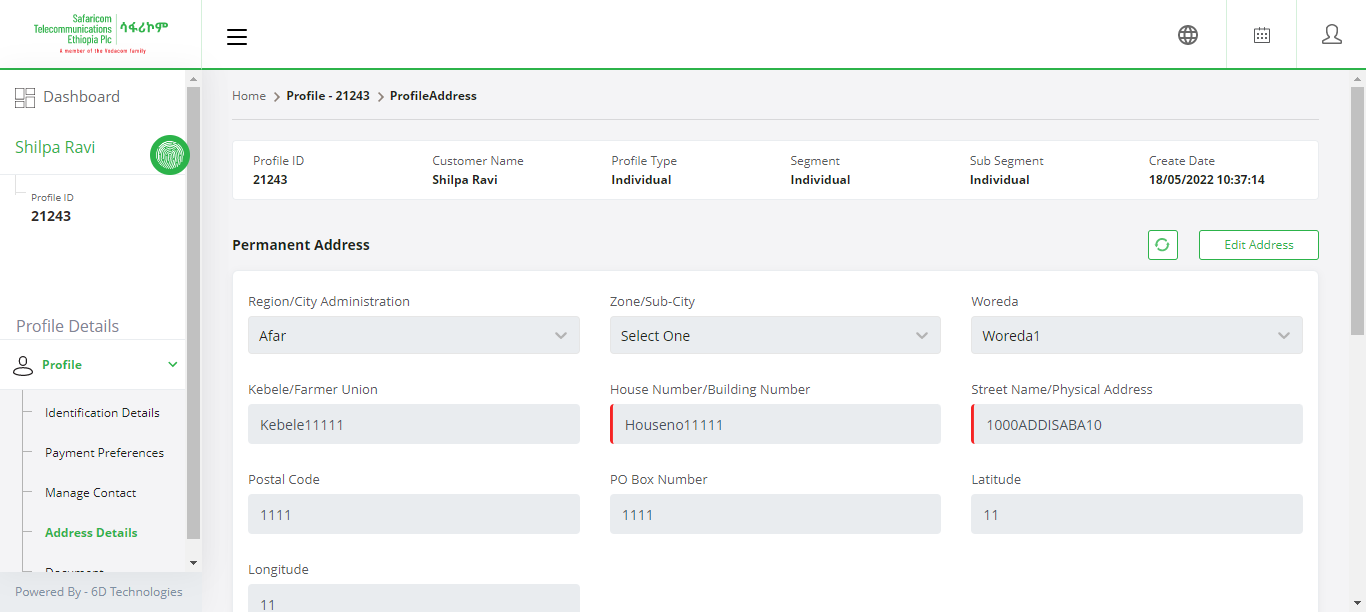 Safaricom
Telecommunications
Ethiopia Plc
ሳፋሪኮም
A member of the Vodacom family
Dashboard
Shilpa Ravi
Profile ID
21243
Profile Details
Profile
Identification Details
Payment Preferences
Manage Contact
Address Details
Document
Powered By - 6D Technologies
Home > Profile - 21243 > ProfileAddress
Profile ID Customer Name Profile Type Segment Sub Segment Create Date
21243 Shilpa Ravi Individual Individual Individual 18/05/2022 10:37:14
Permanent Address Edit Address
Region/City Administration Zone/Sub-City Woreda
Afar Select One Woreda1
Kebele/Farmer Union House Number/Building Number Street Name/Physical Address
Kebele11111 Houseno11111 1000ADDISABA10
Postal Code PO Box Number Latitude
1111 1111 11
Longitude
11